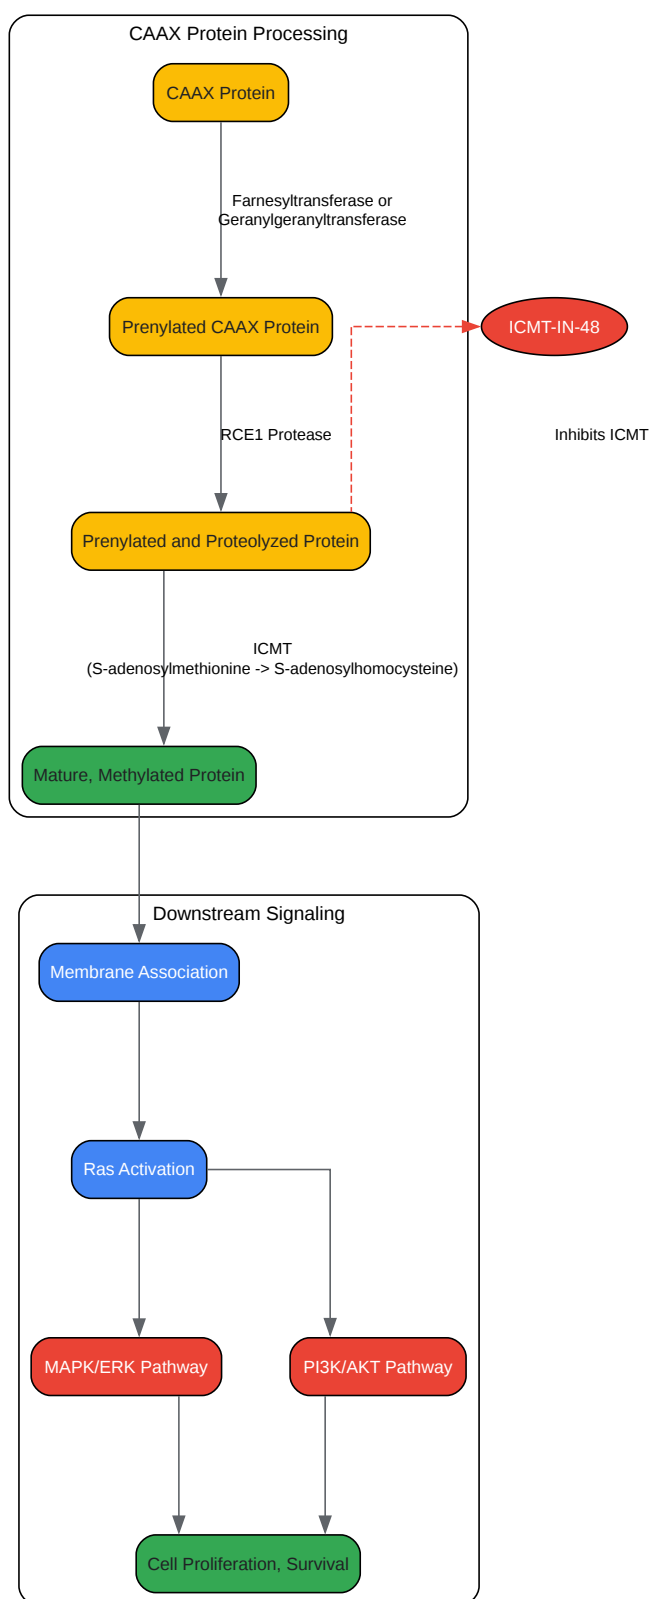 CAAX Protein Processing
CAAX Protein
Farnesyltransferase or
Geranylgeranyltransferase
Prenylated CAAX Protein
ICMT-IN-48
RCE1 Protease
Inhibits ICMT
Prenylated and Proteolyzed Protein
ICMT
(S-adenosylmethionine -> S-adenosylhomocysteine)
Mature, Methylated Protein
Downstream Signaling
Membrane Association
Ras Activation
MAPK/ERK Pathway
PI3K/AKT Pathway
Cell Proliferation, Survival